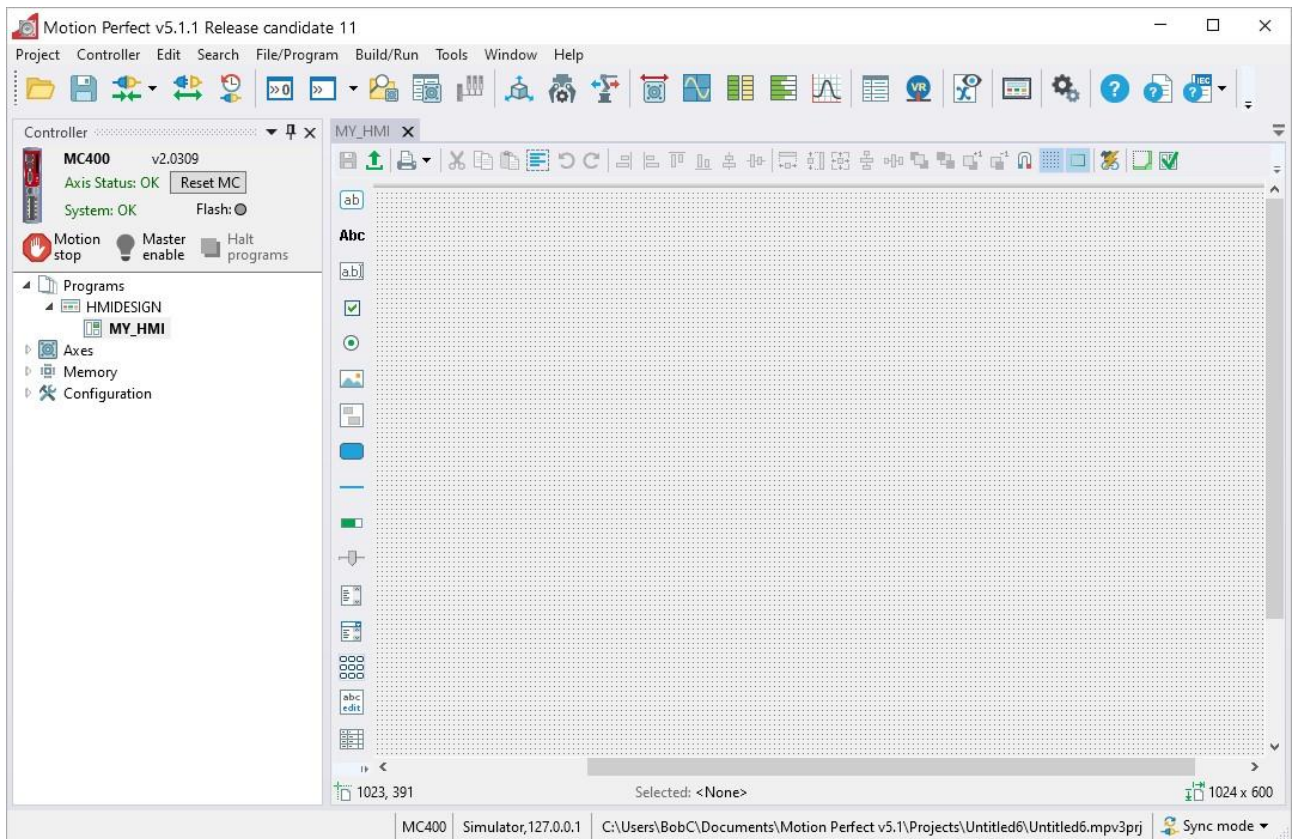 Motion Perfect v5.1.1 Release candidate 11
Project Controller Edit Search File/Program Build/Run Tools Window Help
Controller
MC400 v2.0309
Axis Status: OK Reset MC
System: OK Flash:
Motion stop
Master enable
Halt programs
Programs
HMIDESIGN
MY_HMI
Axes
Memory
Configuration
MY_HMI
ab
Abc
a.b
abc
edit
1023, 391 Selected: <None> 1024 x 600
MC400 Simulator,127.0.0.1 C:\Users\BobC\Documents\Motion Perfect v5.1\Projects\Untitled6\Untitled6.mpv3prj Sync mode